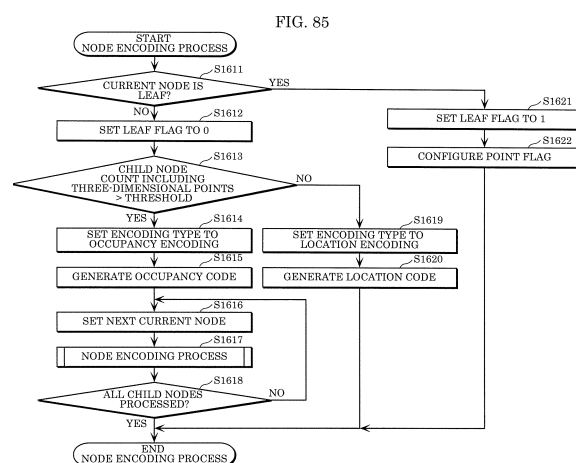 FIG. 85
START
NODE ENCODING PROCESS
S1611
CURRENT NODE IS
LEAF?
YES
NO
S1612
SET LEAF FLAG TO 0
S1621
SET LEAF FLAG TO 1
S1622
CONFIGURE POINT FLAG
S1613
CHILD NODE
COUNT INCLUDING
THREE-DIMENSIONAL POINTS
> THRESHOLD
NO
YES
S1614
SET ENCODING TYPE TO
OCCUPANCY ENCODING
S1615
GENERATE OCCUPANCY CODE
S1619
SET ENCODING TYPE TO
LOCATION ENCODING
S1620
GENERATE LOCATION CODE
S1616
SET NEXT CURRENT NODE
S1617
NODE ENCODING PROCESS
S1618
ALL CHILD NODES
PROCESSED?
NO
YES
END
NODE ENCODING PROCESS